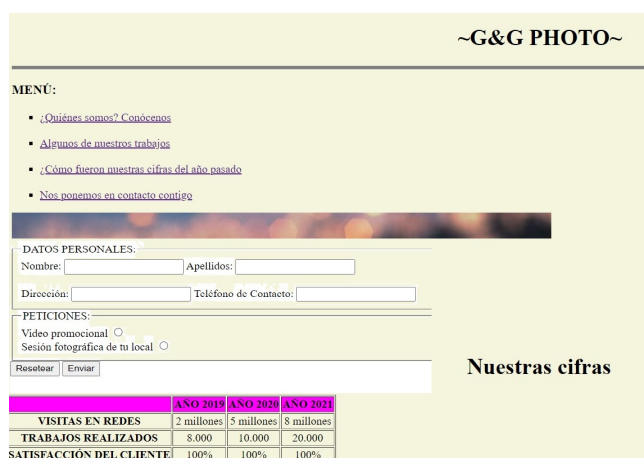 ~G&G PHOTO~
MENÚ:
¿Quiénes somos? Conócenos
Algunos de nuestros trabajos
¿Cómo fueron nuestras cifras del año pasado
Nos ponemos en contacto contigo
DATOS PERSONALES:
Nombre: Apellidos:
Dirección: Teléfono de Contacto:
PETICIONES:
Video promocional
Sesión fotográfica de tu local
Resetear Enviar
Nuestras cifras
AÑO 2019 AÑO 2020 AÑO 2021
VISITAS EN REDES 2 millones 5 millones 8 millones
TRABAJOS REALIZADOS 8.000 10.000 20.000
SATISFACCIÓN DEL CLIENTE 100% 100% 100%